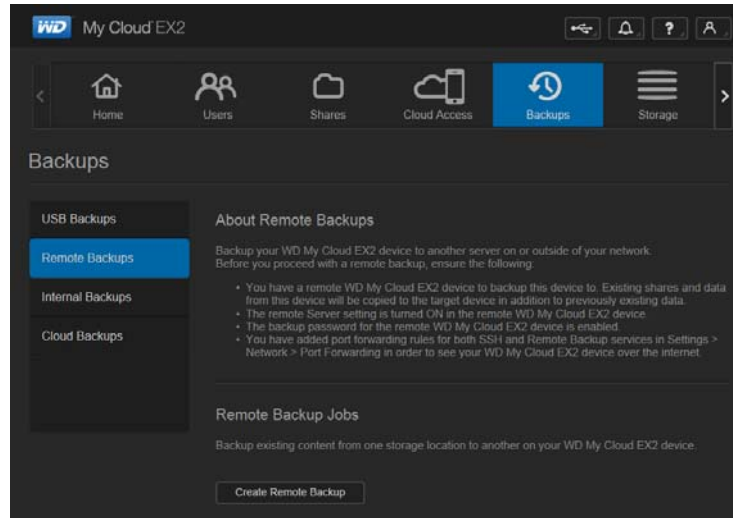 WD My Cloud EX2
?
Home Users Shares Cloud Access Backups Storage
Backups
USB Backups
Remote Backups
Internal Backups
Cloud Backups
About Remote Backups
Backup your WD My Cloud EX2 device to another server on or outside of your network.
Before you proceed with a remote backup, ensure the following:
• You have a remote WD My Cloud EX2 device to backup this device to. Existing shares and data
from this device will be copied to the target device in addition to previously existing data.
• The remote Server setting is turned ON in the remote WD My Cloud EX2 device.
• The backup password for the remote WD My Cloud EX2 device is enabled.
• You have added port forwarding rules for both SSH and Remote Backup services in Settings >
Network > Port Forwarding in order to see your WD My Cloud EX2 device over the internet.
Remote Backup Jobs
Backup existing content from one storage location to another on your WD My Cloud EX2 device.
Create Remote Backup